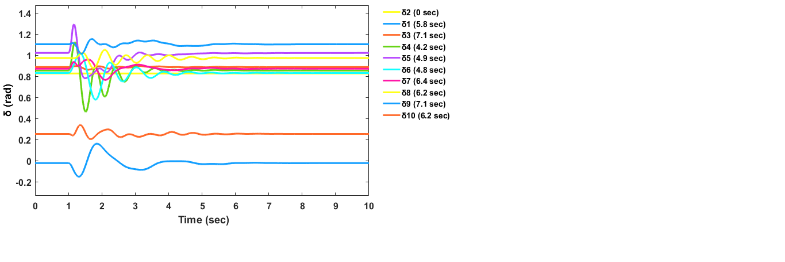 1.4
1.2
1
0.8
0.6
0.4
0.2
0
-0.2
δ (rad)
0 1 2 3 4 5 6 7 8 9 10
Time (sec)
δ2 (0 sec)
δ1 (5.8 sec)
δ3 (7.1 sec)
δ4 (4.2 sec)
δ5 (4.9 sec)
δ6 (4.8 sec)
δ7 (6.4 sec)
δ8 (6.2 sec)
δ9 (7.1 sec)
δ10 (6.2 sec)